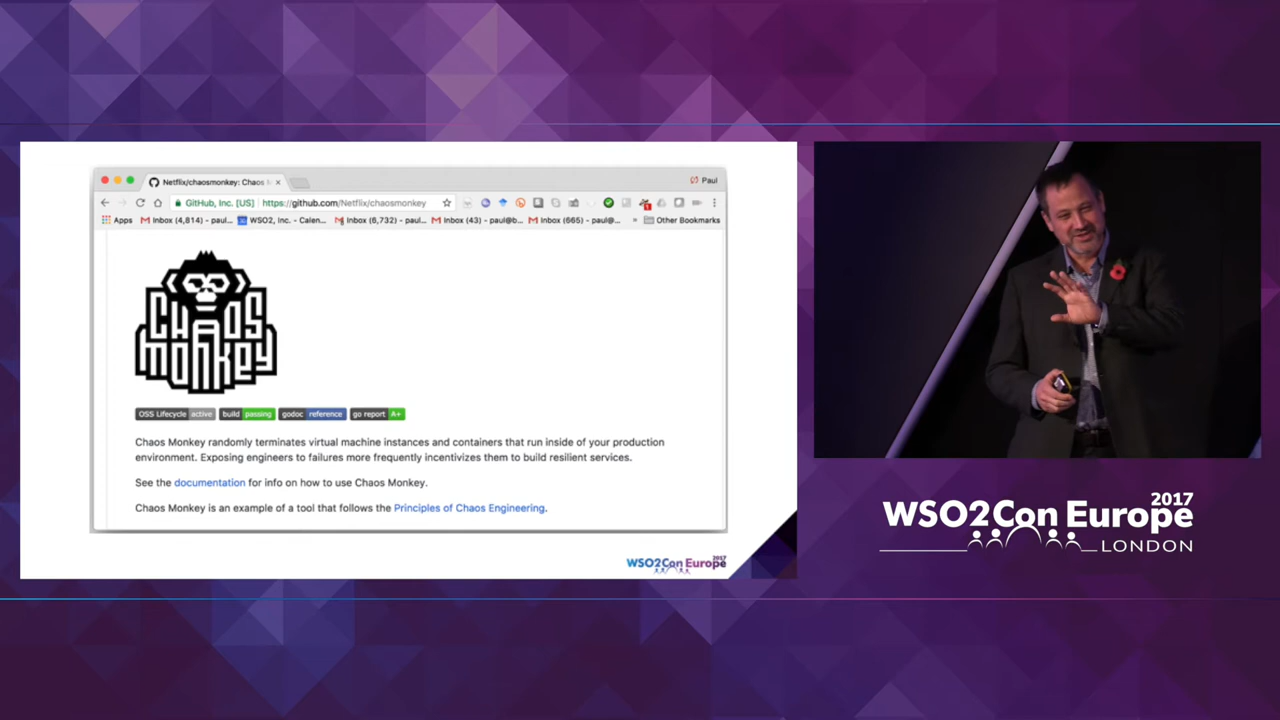 Netflix/chaosmonkey: Chaos M
Paul
GitHub, Inc. [US]
https://github.com/Netflix/chaosmonkey
Apps
Inbox (4,814) - paul...
WSO2, Inc. - Calen...
Inbox (6,732) - paul...
Inbox (43) - paul@b...
Inbox (665) - paul@...
»
Other Bookmarks
CHAOS
monkey
OSS Lifecycle active
build passing
godoc reference
go report A+
Chaos Monkey randomly terminates virtual machine instances and containers that run inside of your production
environment. Exposing engineers to failures more frequently incentivizes them to build resilient services.
See the documentation for info on how to use Chaos Monkey.
Chaos Monkey is an example of a tool that follows the Principles of Chaos Engineering.
WSO2Con Europe 2017
2017
WSO2Con Europe
LONDON